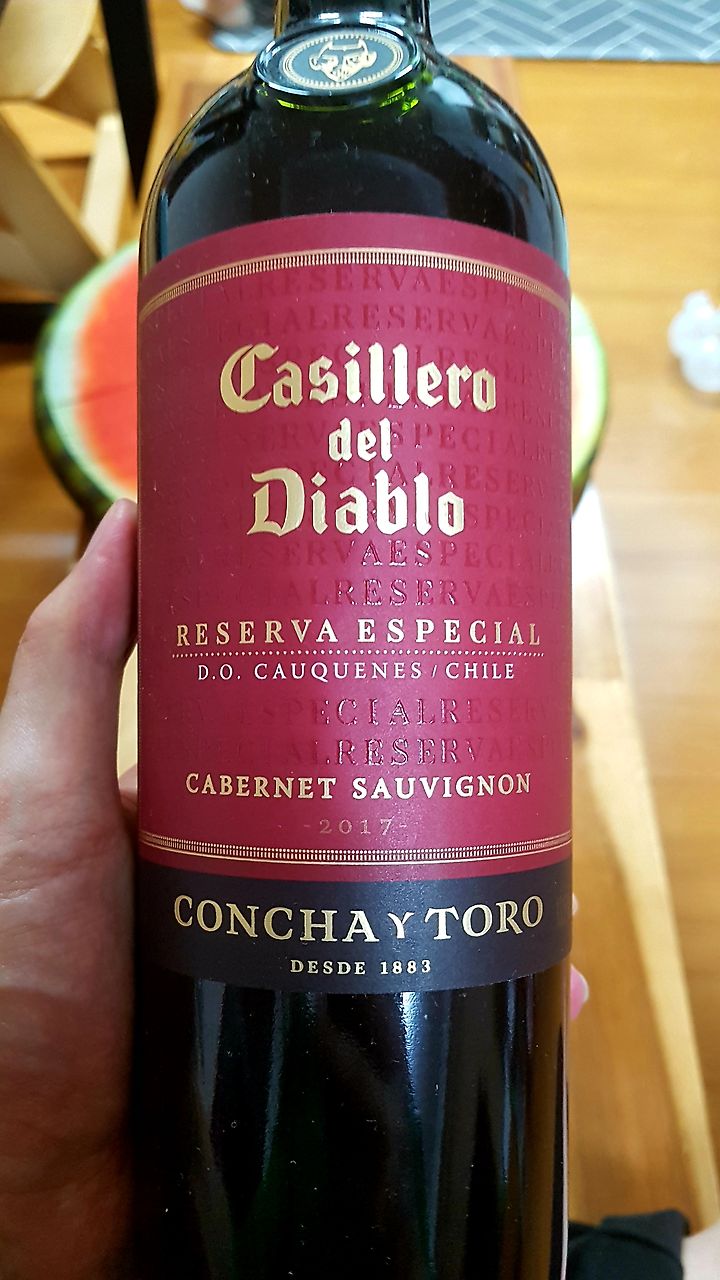 Casillero
del
Diablo
RESERVA ESPECIAL
D.O. CAUQUENES / CHILE
CABERNET SAUVIGNON
-2017-
CONCHA Y TORO
DESDE 1883